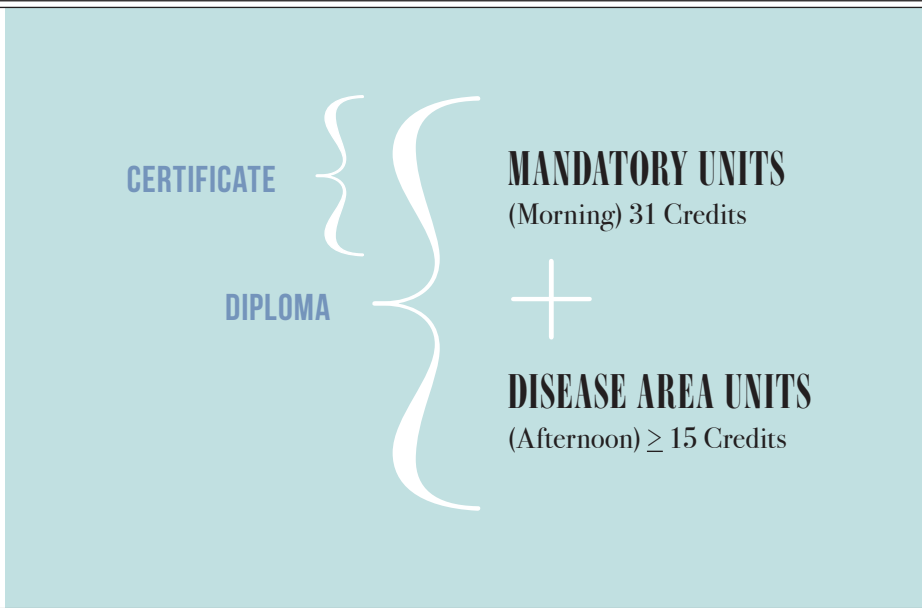 CERTIFICATE
MANDATORY UNITS
(Morning) 31 Credits
DIPLOMA
+
DISEASE AREA UNITS
(Afternoon) ≥ 15 Credits